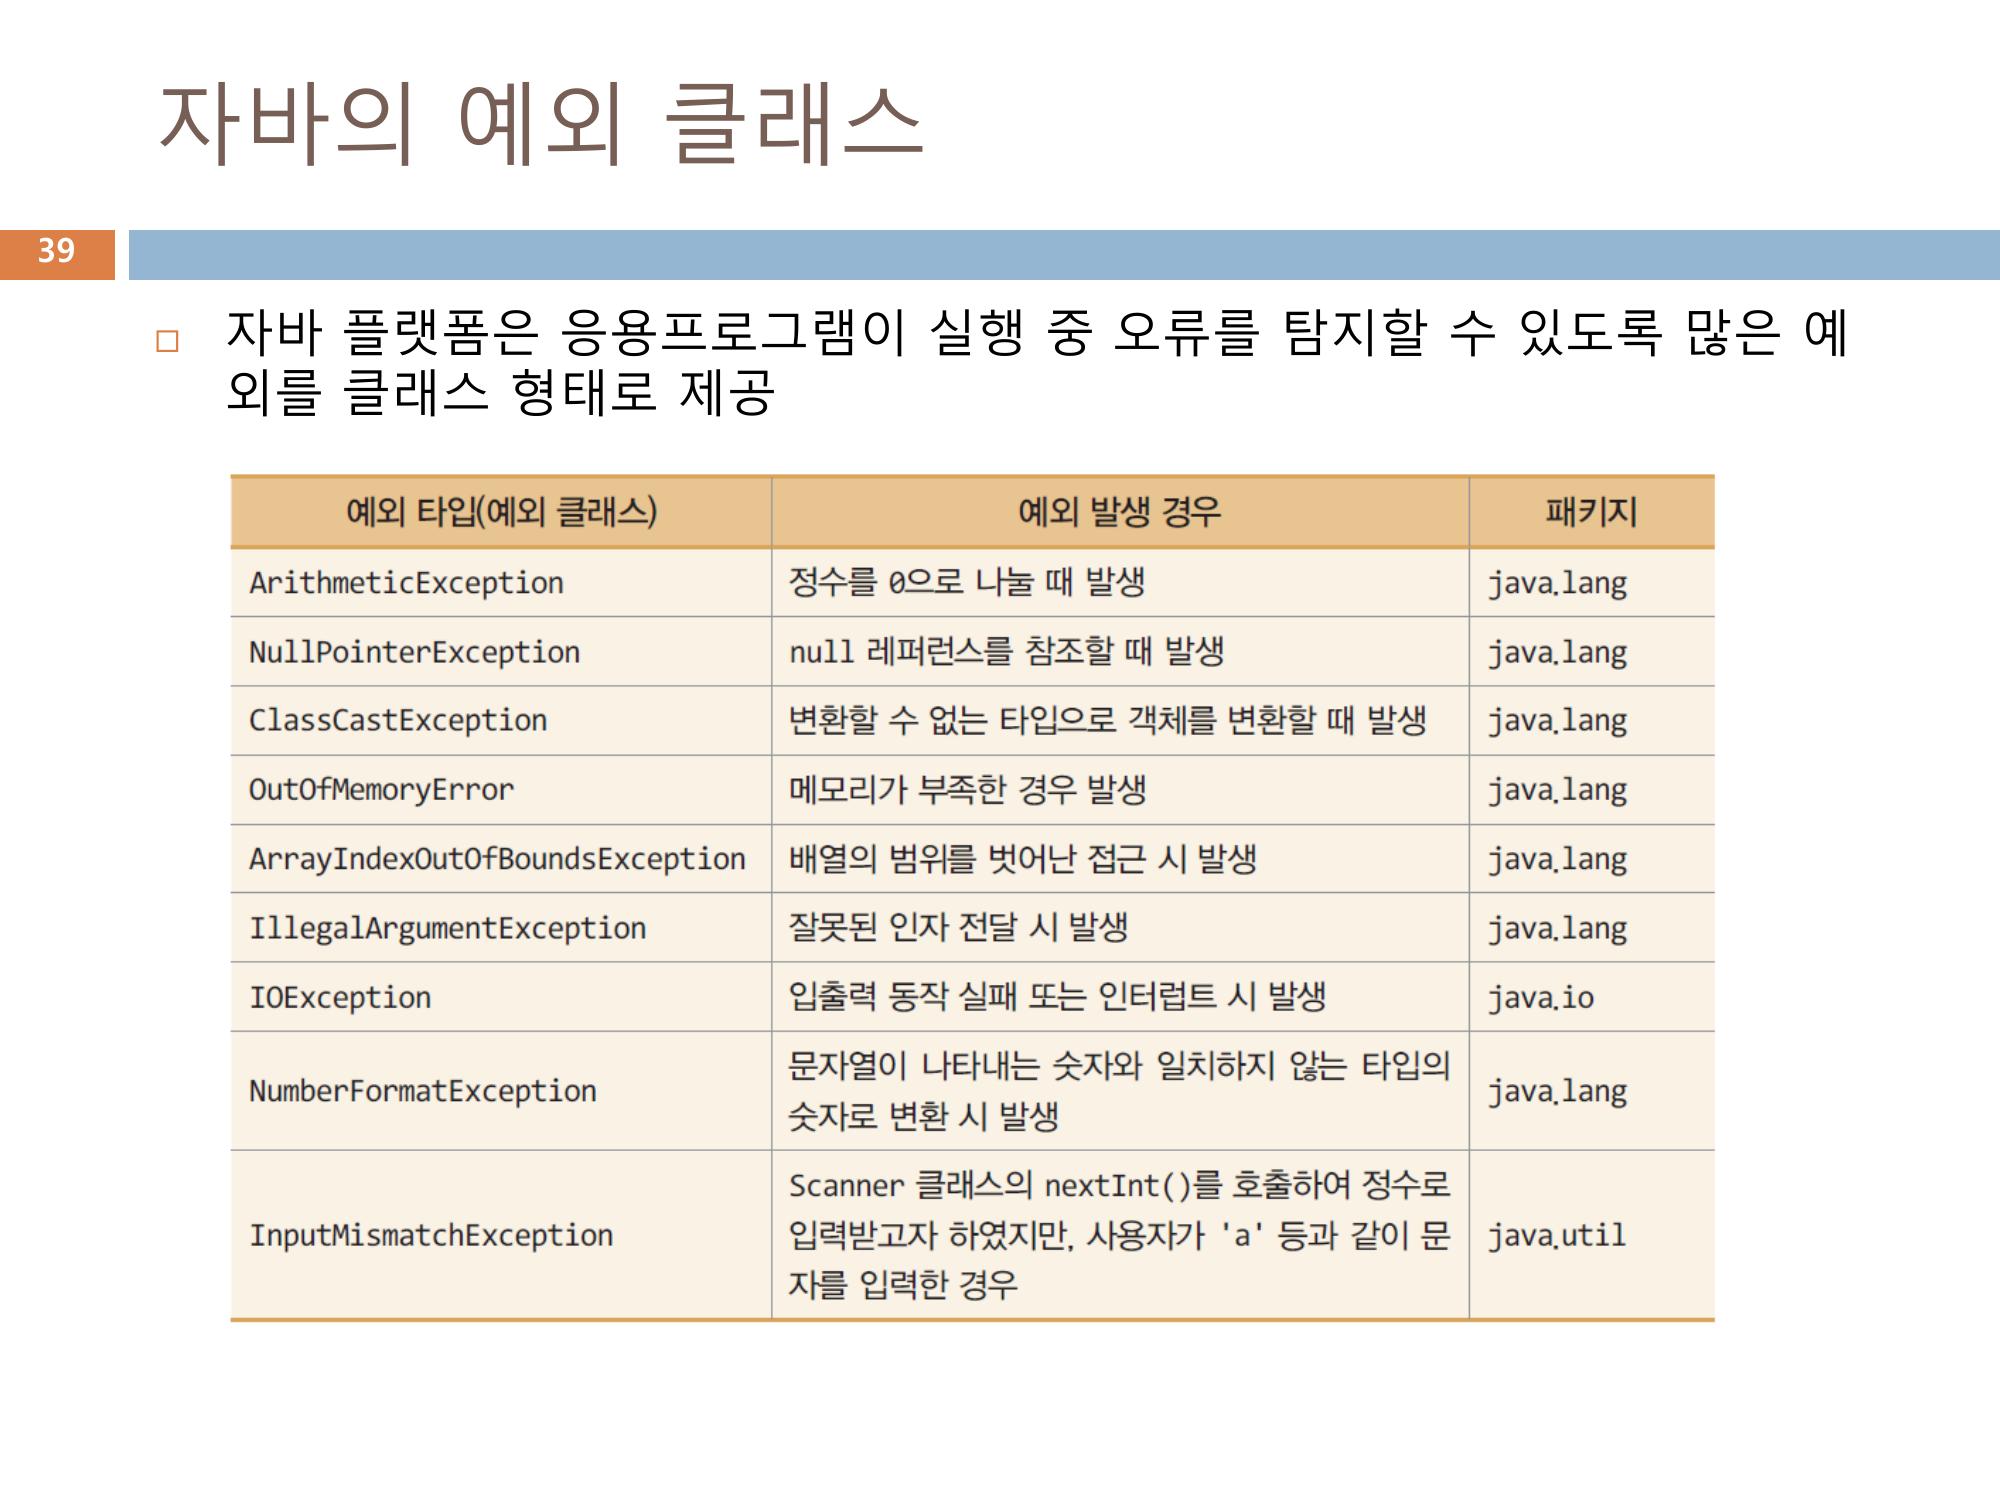 자바의 예외 클래스
39
자바 플랫폼은 응용프로그램이 실행 중 오류를 탐지할 수 있도록 많은 예
외를 클래스 형태로 제공
예외 타입(예외 클래스) 예외 발생 경우 패키지
ArithmeticException 정수를 0으로 나눌 때 발생 java.lang
NullPointerException null 레퍼런스를 참조할 때 발생 java.lang
ClassCastException 변환할 수 없는 타입으로 객체를 변환할 때 발생 java.lang
OutOfMemoryError 메모리가 부족한 경우 발생 java.lang
ArrayIndexOutOfBoundsException 배열의 범위를 벗어난 접근 시 발생 java.lang
IllegalArgumentException 잘못된 인자 전달 시 발생 java.lang
IOException 입출력 동작 실패 또는 인터럽트 시 발생 java.io
NumberFormatException 문자열이 나타내는 숫자와 일치하지 않는 타입의
숫자로 변환 시 발생 java.lang
InputMismatchException Scanner 클래스의 nextInt()를 호출하여 정수로
입력받고자 하였지만, 사용자가 'a' 등과 같이 문
자를 입력한 경우 java.util